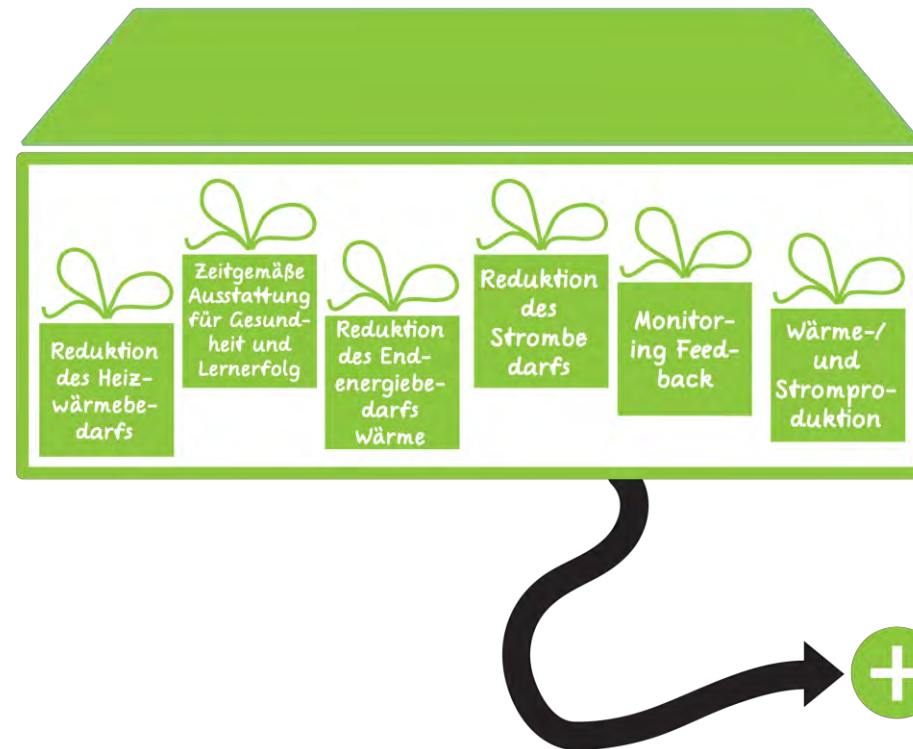 Reduktion
des Heiz-
wärmebe-
darfs
Zeitgemäße
Ausstattung
für Gesund-
heit und
Lernerfolg
Reduktion
des End-
energiebe-
darfs
Wärme
Reduktion
des
Strombe
darfs
Monitor-
ing Feed-
back
Wärme-/
und
Strompro-
duktion
+